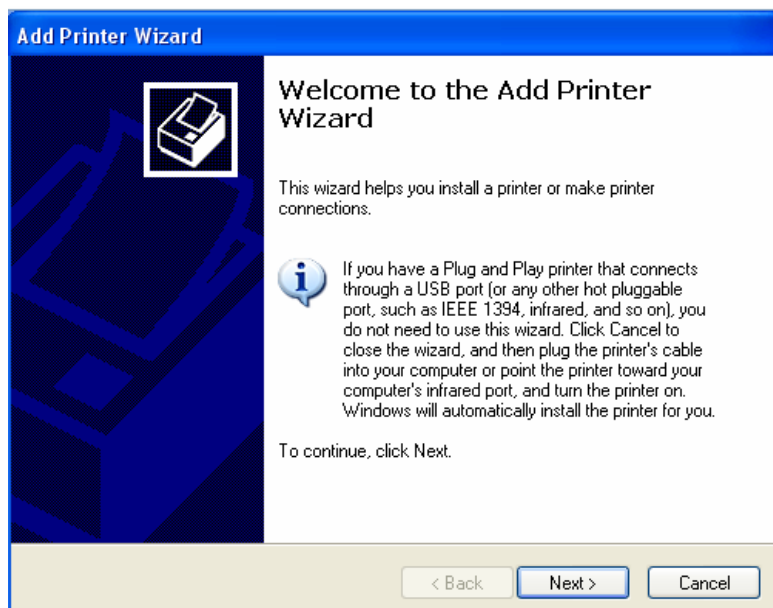 Add Printer Wizard
Welcome to the Add Printer
Wizard
This wizard helps you install a printer or make printer
connections.
If you have a Plug and Play printer that connects
through a USB port (or any other hot pluggable
port, such as IEEE 1394, infrared, and so on), you
do not need to use this wizard. Click Cancel to
close the wizard, and then plug the printer's cable
into your computer or point the printer toward your
computer's infrared port, and turn the printer on.
Windows will automatically install the printer for you.
To continue, click Next.
< Back Next > Cancel